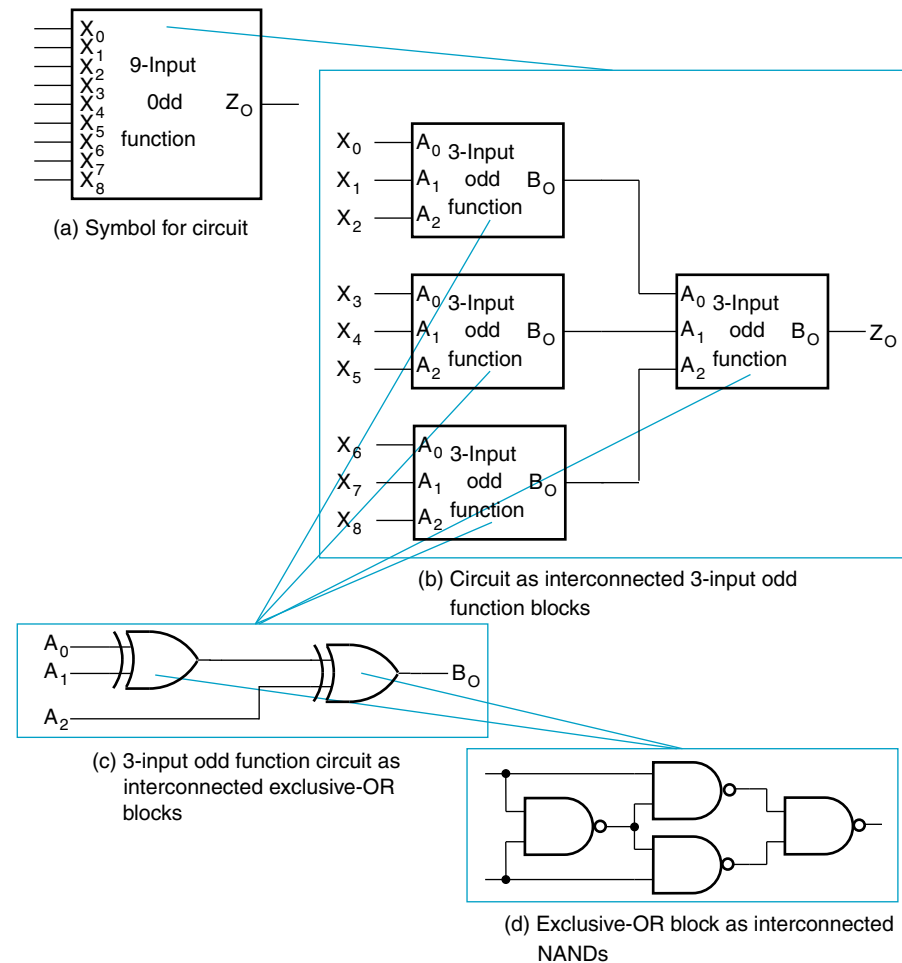 X0
X1
X2
X3
X4
X5
X6
X7
X8
9-Input
0dd
function
ZO
(a) Symbol for circuit
X0
X1
X2
A0
A1
A2
3-Input
odd
function
BO
X3
X4
X5
A0
A1
A2
3-Input
odd
function
BO
X6
X7
X8
A0
A1
A2
3-Input
odd
function
BO
A0
A1
A2
3-Input
odd
function
BO
ZO
(b) Circuit as interconnected 3-input odd
function blocks
A0
A1
A2
BO
(c) 3-input odd function circuit as
interconnected exclusive-OR
blocks
(d) Exclusive-OR block as interconnected
NANDs